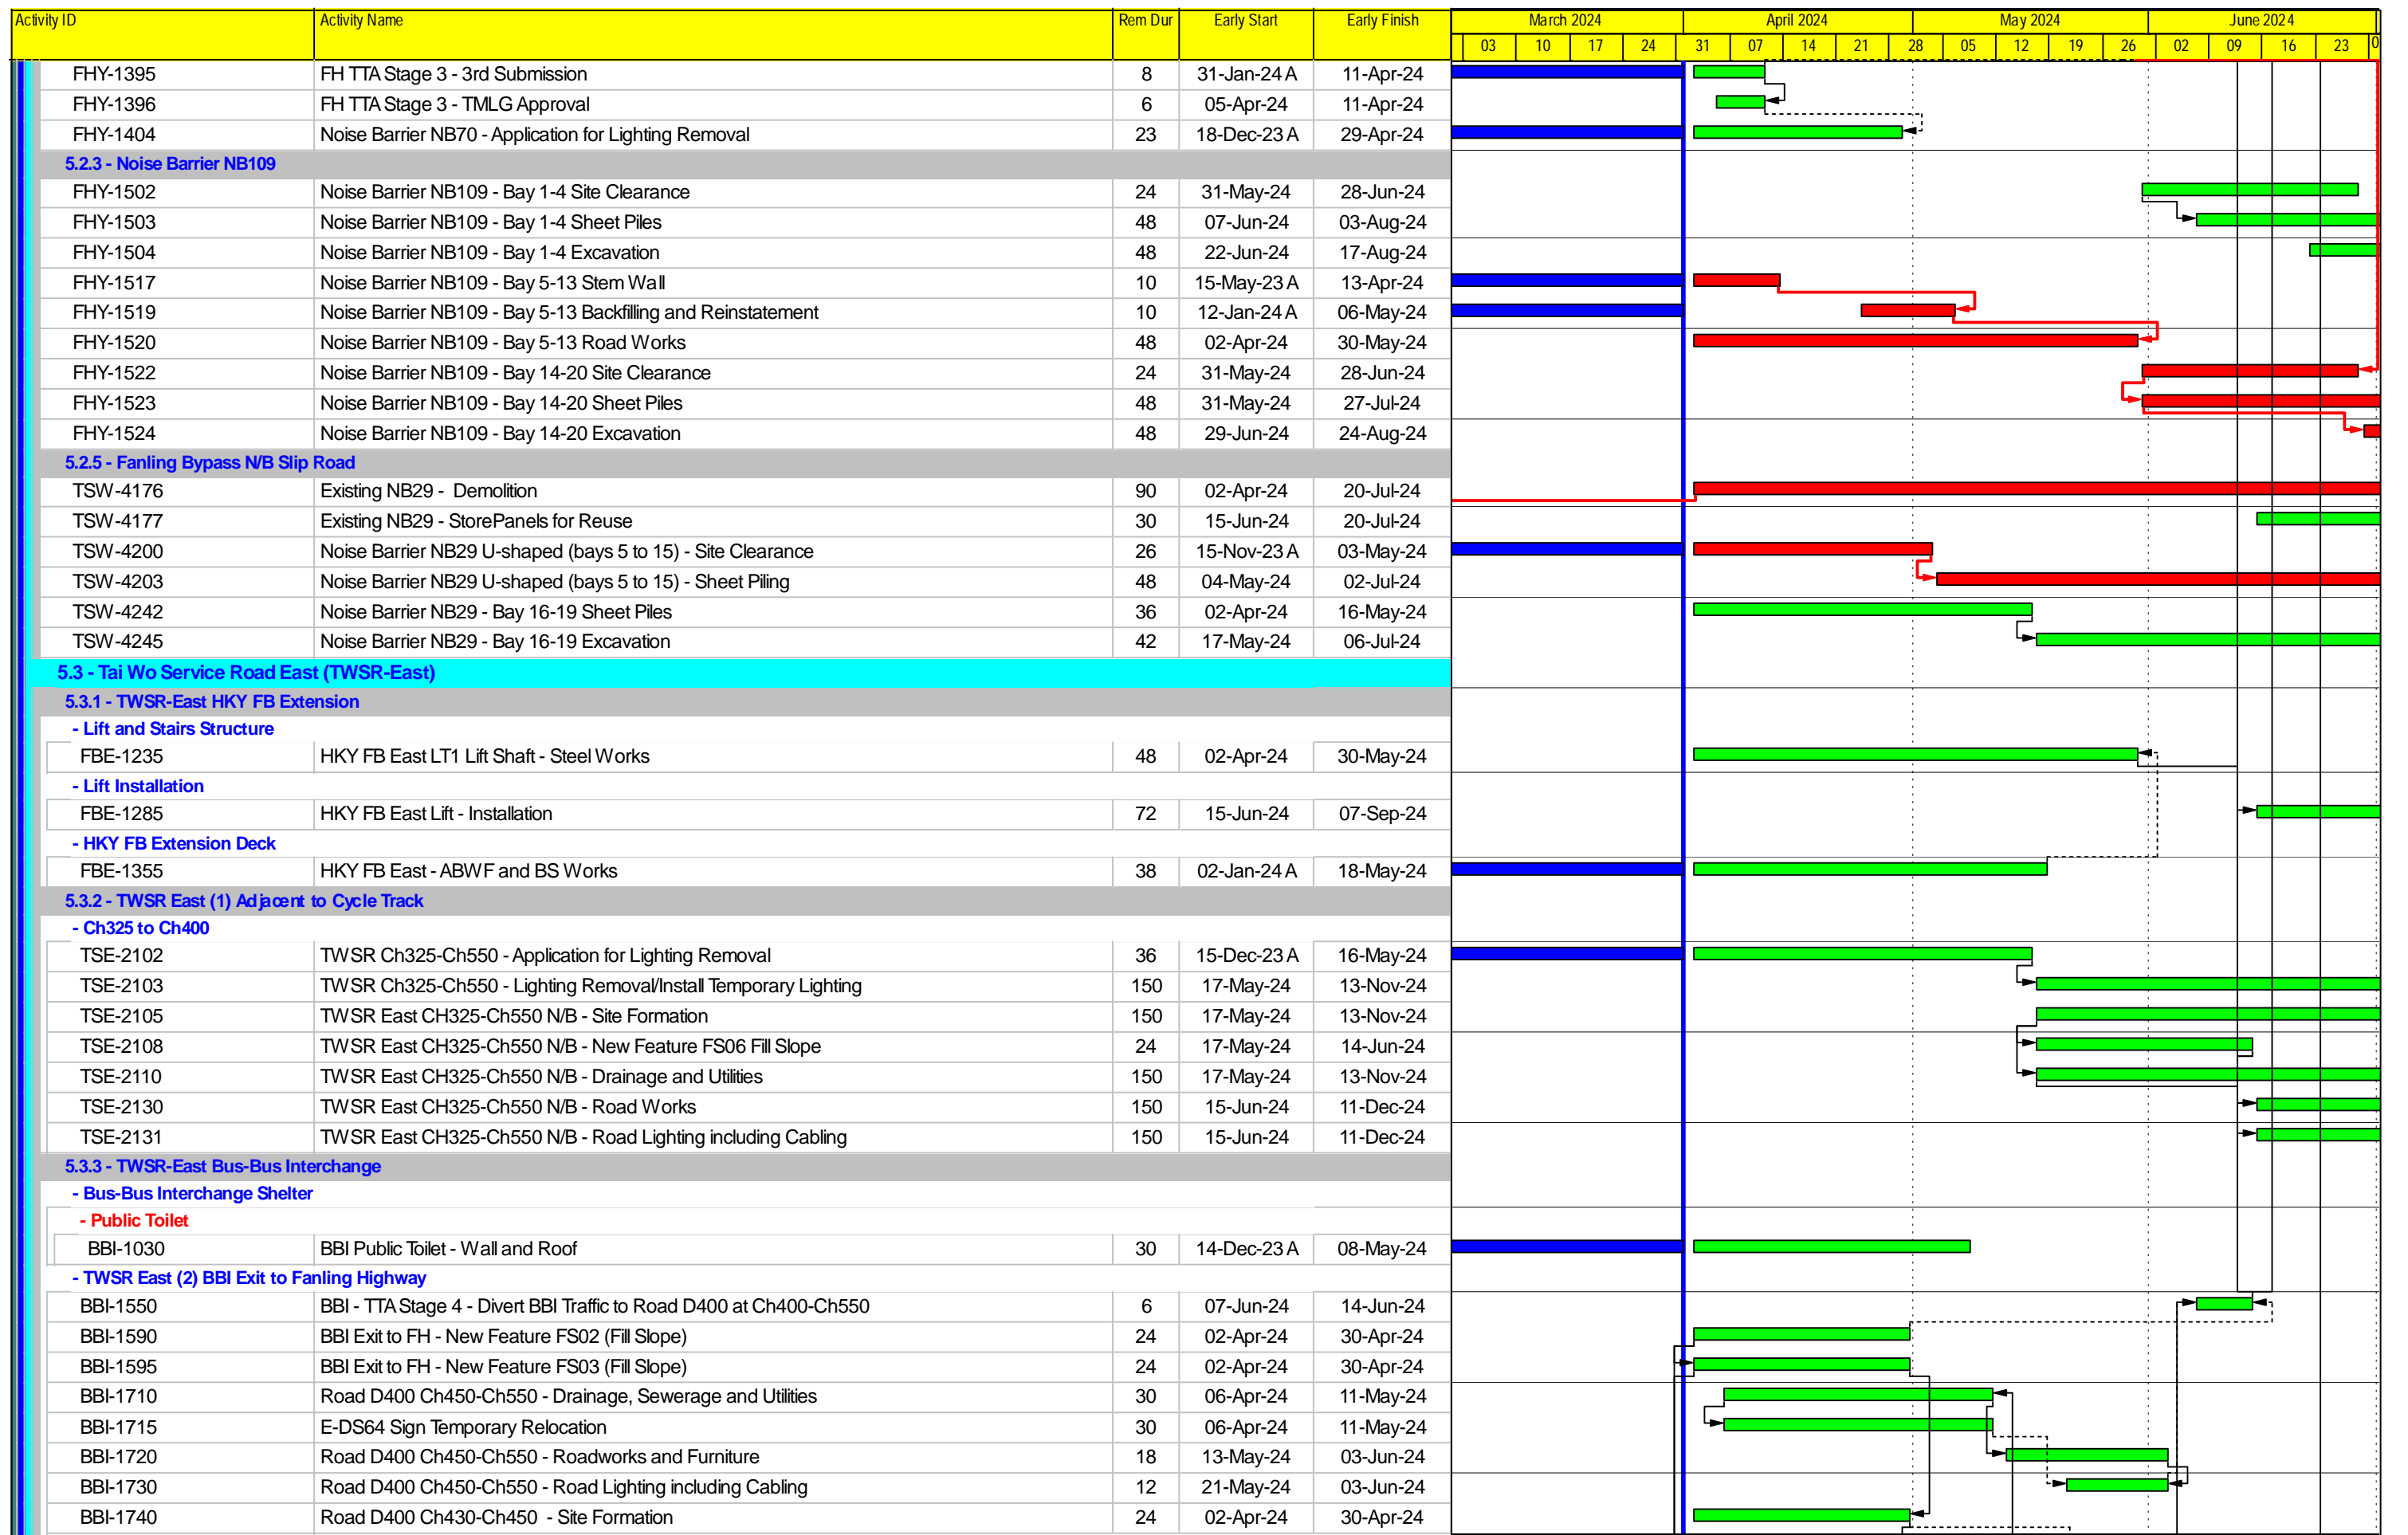 Activity ID Activity Name Rem Dur Early Start Early Finish March 2024 April 2024 May 2024 June 2024
03 10 17 24 31 07 14 21 28 05 12 19 26 02 09 16 23 0
FHY-1395 FH TTA Stage 3 - 3rd Submission 8 31-Jan-24 A 11-Apr-24
FHY-1396 FH TTA Stage 3 - TMLG Approval 6 05-Apr-24 11-Apr-24
FHY-1404 Noise Barrier NB70 - Application for Lighting Removal 23 18-Dec-23 A 29-Apr-24
5.2.3 - Noise Barrier NB109
FHY-1502 Noise Barrier NB109 - Bay 1-4 Site Clearance 24 31-May-24 28-Jun-24
FHY-1503 Noise Barrier NB109 - Bay 1-4 Sheet Piles 48 07-Jun-24 03-Aug-24
FHY-1504 Noise Barrier NB109 - Bay 1-4 Excavation 48 22-Jun-24 17-Aug-24
FHY-1517 Noise Barrier NB109 - Bay 5-13 Stem Wall 10 15-May-23 A 13-Apr-24
FHY-1519 Noise Barrier NB109 - Bay 5-13 Backfilling and Reinstatement 10 12-Jan-24 A 06-May-24
FHY-1520 Noise Barrier NB109 - Bay 5-13 Road Works 48 02-Apr-24 30-May-24
FHY-1522 Noise Barrier NB109 - Bay 14-20 Site Clearance 24 31-May-24 28-Jun-24
FHY-1523 Noise Barrier NB109 - Bay 14-20 Sheet Piles 48 31-May-24 27-Jul-24
FHY-1524 Noise Barrier NB109 - Bay 14-20 Excavation 48 29-Jun-24 24-Aug-24
5.2.5 - Fanling Bypass N/B Slip Road
TSW-4176 Existing NB29 - Demolition 90 02-Apr-24 20-Jul-24
TSW-4177 Existing NB29 - StorePanels for Reuse 30 15-Jun-24 20-Jul-24
TSW-4200 Noise Barrier NB29 U-shaped (bays 5 to 15) - Site Clearance 26 15-Nov-23 A 03-May-24
TSW-4203 Noise Barrier NB29 U-shaped (bays 5 to 15) - Sheet Piling 48 04-May-24 02-Jul-24
TSW-4242 Noise Barrier NB29 - Bay 16-19 Sheet Piles 36 02-Apr-24 16-May-24
TSW-4245 Noise Barrier NB29 - Bay 16-19 Excavation 42 17-May-24 06-Jul-24
5.3 - Tai Wo Service Road East (TWSR-East)
5.3.1 - TWSR-East HKY FB Extension
- Lift and Stairs Structure
FBE-1235 HKY FB East LT1 Lift Shaft - Steel Works 48 02-Apr-24 30-May-24
- Lift Installation
FBE-1285 HKY FB East Lift - Installation 72 15-Jun-24 07-Sep-24
- HKY FB Extension Deck
FBE-1355 HKY FB East - ABWF and BS Works 38 02-Jan-24 A 18-May-24
5.3.2 - TWSR East (1) Adjacent to Cycle Track
- Ch325 to Ch400
TSE-2102 TWSR Ch325-Ch550 - Application for Lighting Removal 36 15-Dec-23 A 16-May-24
TSE-2103 TWSR Ch325-Ch550 - Lighting Removal/Install Temporary Lighting 150 17-May-24 13-Nov-24
TSE-2105 TWSR East CH325-Ch550 N/B - Site Formation 150 17-May-24 13-Nov-24
TSE-2108 TWSR East CH325-Ch550 N/B - New Feature FS06 Fill Slope 24 17-May-24 14-Jun-24
TSE-2110 TWSR East CH325-Ch550 N/B - Drainage and Utilities 150 17-May-24 13-Nov-24
TSE-2130 TWSR East CH325-Ch550 N/B - Road Works 150 15-Jun-24 11-Dec-24
TSE-2131 TWSR East CH325-Ch550 N/B - Road Lighting including Cabling 150 15-Jun-24 11-Dec-24
5.3.3 - TWSR-East Bus-Bus Interchange
- Bus-Bus Interchange Shelter
- Public Toilet
BBI-1030 BBI Public Toilet - Wall and Roof 30 14-Dec-23 A 08-May-24
- TWSR East (2) BBI Exit to Fanling Highway
BBI-1550 BBI - TTA Stage 4 - Divert BBI Traffic to Road D400 at Ch400-Ch550 6 07-Jun-24 14-Jun-24
BBI-1590 BBI Exit to FH - New Feature FS02 (Fill Slope) 24 02-Apr-24 30-Apr-24
BBI-1595 BBI Exit to FH - New Feature FS03 (Fill Slope) 24 02-Apr-24 30-Apr-24
BBI-1710 Road D400 Ch450-Ch550 - Drainage, Sewerage and Utilities 30 06-Apr-24 11-May-24
BBI-1715 E-DS64 Sign Temporary Relocation 30 06-Apr-24 11-May-24
BBI-1720 Road D400 Ch450-Ch550 - Roadworks and Furniture 18 13-May-24 03-Jun-24
BBI-1730 Road D400 Ch450-Ch550 - Road Lighting including Cabling 12 21-May-24 03-Jun-24
BBI-1740 Road D400 Ch430-Ch450 - Site Formation 24 02-Apr-24 30-Apr-24